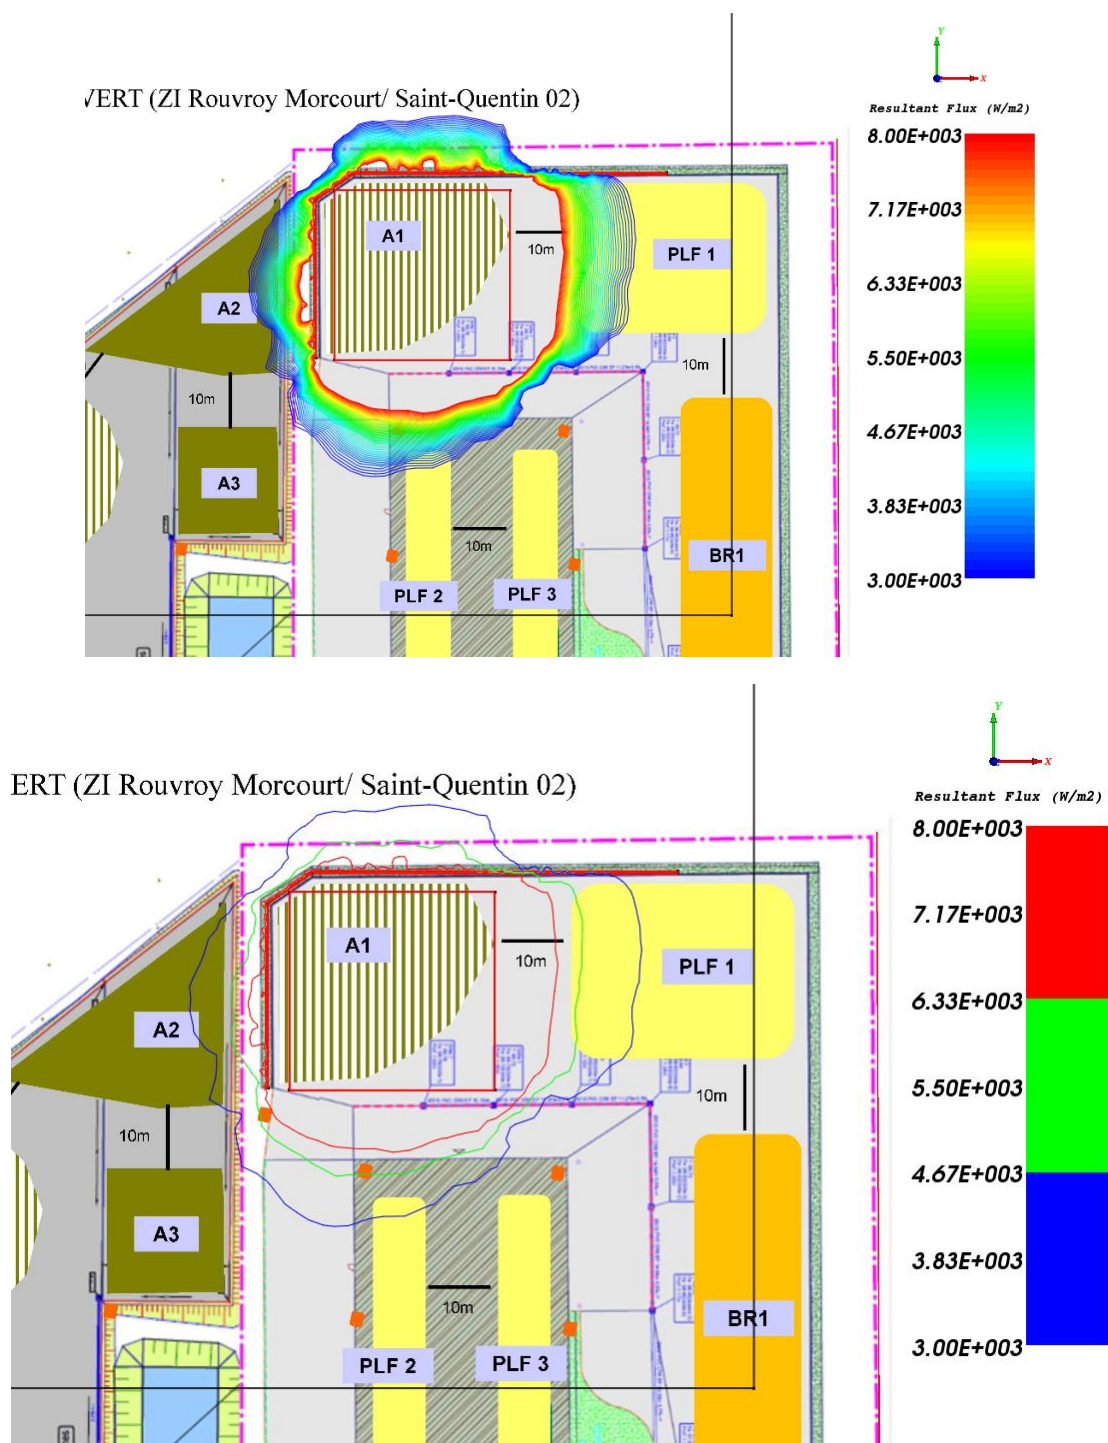 VERT (ZI Rouvroy Morcourt/ Saint-Quentin 02)
Y
X
Resultant Flux (W/m2)
8.00E+003
7.17E+003
6.33E+003
5.50E+003
4.67E+003
3.83E+003
3.00E+003
A1
10m
PLF 1
A2
10m
10m
A3
10m
BR1
PLF 2
PLF 3
ERT (ZI Rouvroy Morcourt/ Saint-Quentin 02)
Y
X
Resultant Flux (W/m2)
8.00E+003
7.17E+003
6.33E+003
5.50E+003
4.67E+003
3.83E+003
3.00E+003
A1
10m
PLF 1
A2
10m
10m
A3
10m
BR1
PLF 2
PLF 3